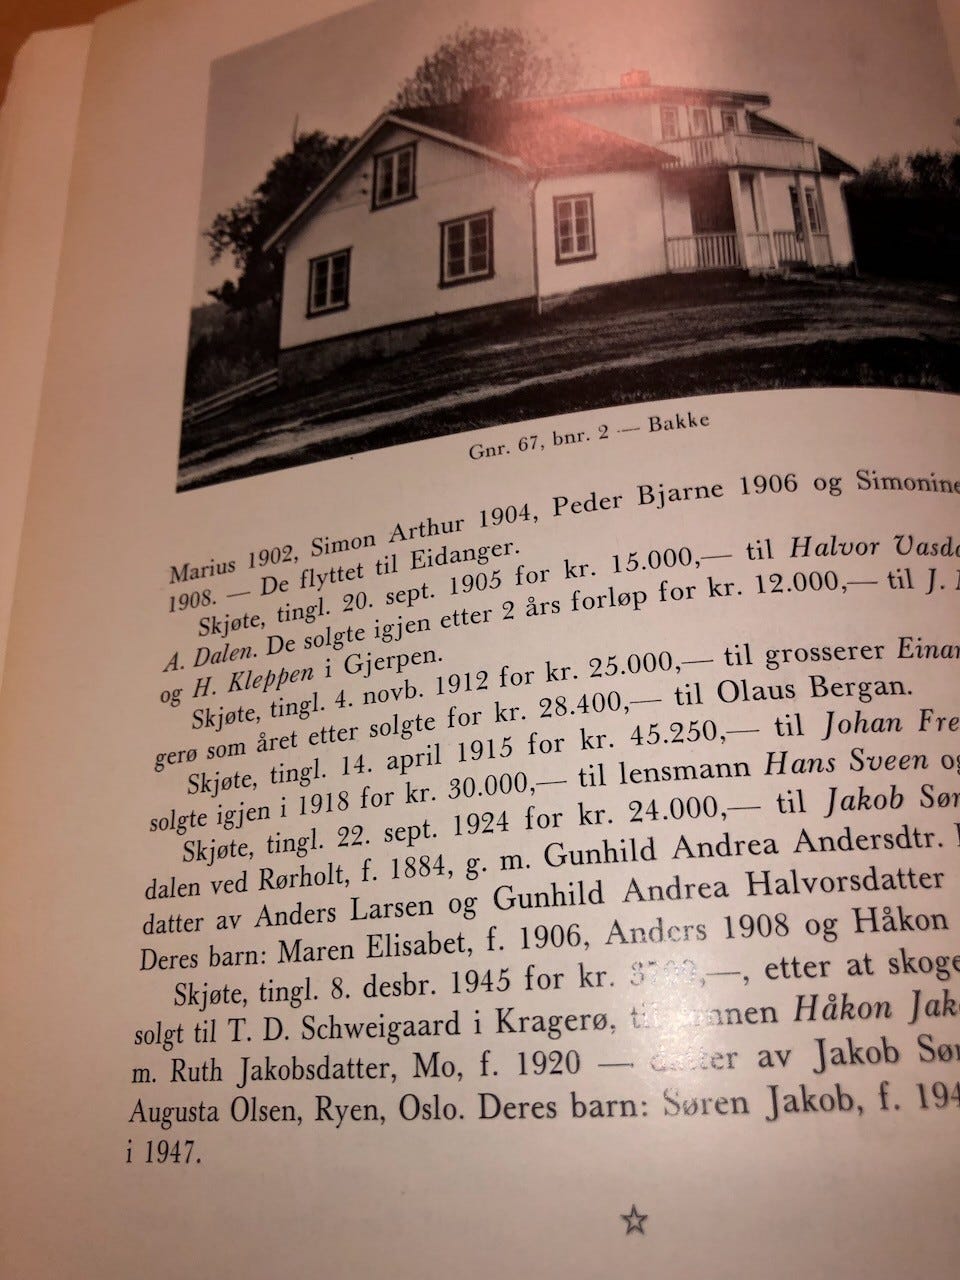 Gnr. 67, bnr. 2 — Bakke
Marius 1902, Simon Arthur 1904, Peder Bjarne 1906 og Simonine
1908. — De flyttet til Eidanger.
Skjøte, tingl. 20. sept. 1905 for kr. 15.000,— til Halvor
A. Dalen. De solgte igjen etter 2 års forløp for kr. 12.000,— til J.
og H. Kleppen i Gjerpen.
Skjøte, tingl. 4. novb. 1912 for kr. 25.000,— til grosserer Einar
gerø som året etter solgte for kr. 28.400,— til Olaus Bergan.
Skjøte, tingl. 14. april 1915 for kr. 45.250,— til Johan
solgte igjen i 1918 for kr. 30.000,— til lensmann Hans Sveen
Skjøte, tingl. 22. sept. 1924 for kr. 24.000,— til Jakob
dalen ved Rørholt, f. 1884, g. m. Gunhild Andrea Andersdtr.
datter av Anders Larsen og Gunhild Andrea Halvorsdatter
Deres barn: Maren Elisabet, f. 1906, Anders 1908 og Håkon
Skjøte, tingl. 8. desbr. 1945 for kr. ,—, etter at
solgt til T. D. Schweigaard i Kragerø, Håkon
m. Ruth Jakobsdatter, Mo, f. 1920 — datter av Jakob
Augusta Olsen, Ryen, Oslo. Deres barn: Søren Jakob, f.
i 1947.